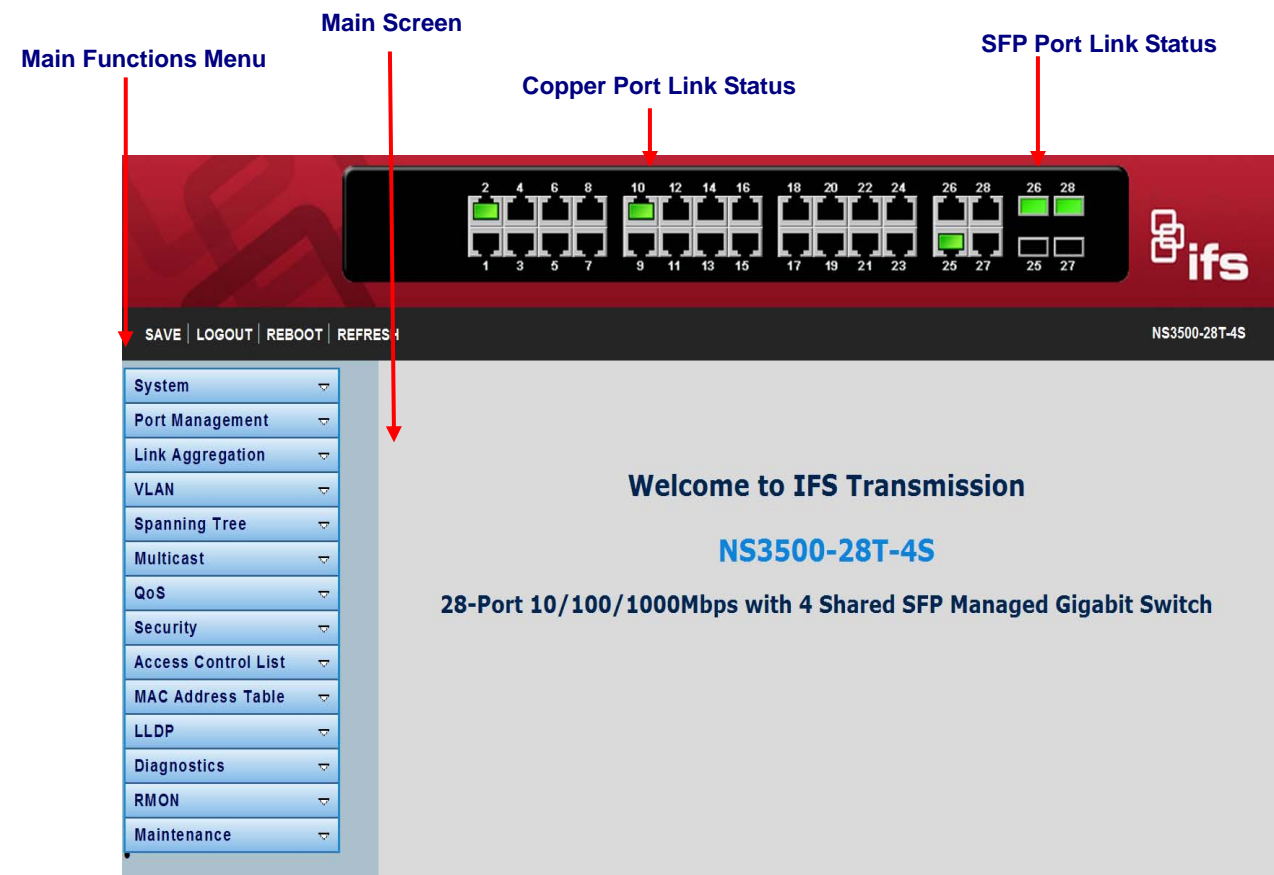 Main Screen
Main Functions Menu
SFP Port Link Status
Copper Port Link Status
2 4 6 8 10 12 14 16 18 20 22 24 26 28 26 28
1 3 5 7 9 11 13 15 17 19 21 23 25 27 25 27
ifs
SAVE | LOGOUT | REBOOT | REFRESH
NS3500-28T-4S
System
Port Management
Link Aggregation
VLAN
Spanning Tree
Multicast
QoS
Security
Access Control List
MAC Address Table
LLDP
Diagnostics
RMON
Maintenance
Welcome to IFS Transmission
NS3500-28T-4S
28-Port 10/100/1000Mbps with 4 Shared SFP Managed Gigabit Switch